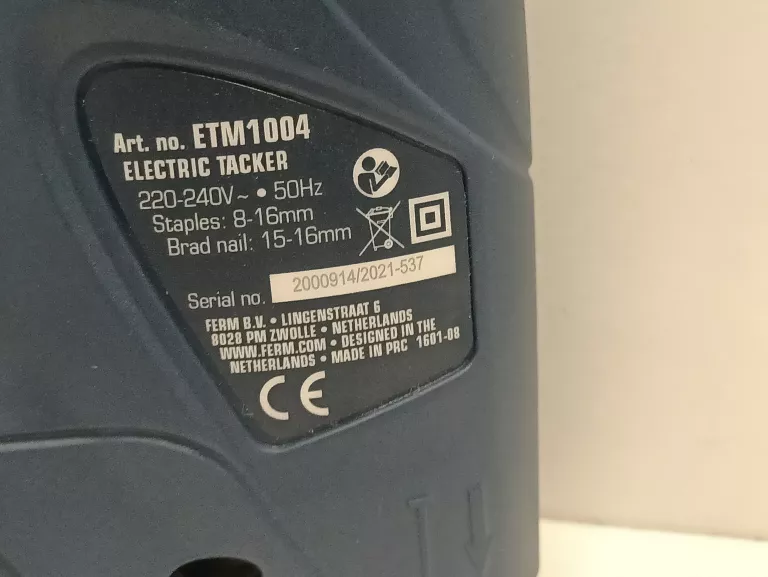 Art. no. ETM1004
ELECTRIC TACKER
220-240V~ • 50Hz
Staples: 8-16mm
Brad nail: 15-16mm
Serial no. 2000914/2021-537
FERM B.V. • LINGENSTRAAT 6
8028 PM ZWOLLE • NETHERLANDS
WWW.FERM.COM • DESIGNED IN THE
NETHERLANDS • MADE IN PRC 1601-08
CE